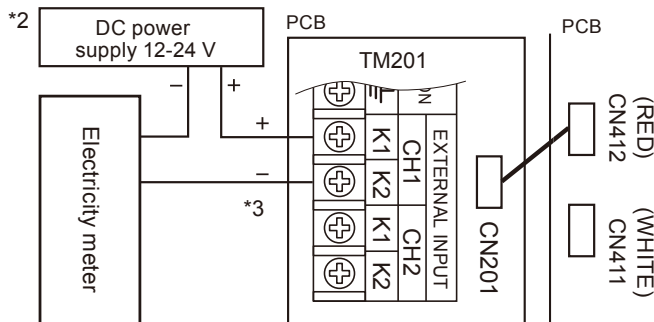 *2
DC power
supply 12-24 V
–
+
Electricity meter
+
–
*3
PCB
TM201
K1
K2
K1
K2
CH1
CH2
EXTERNAL INPUT
CN201
PCB
(RED)
CN412
(WHITE)
CN411